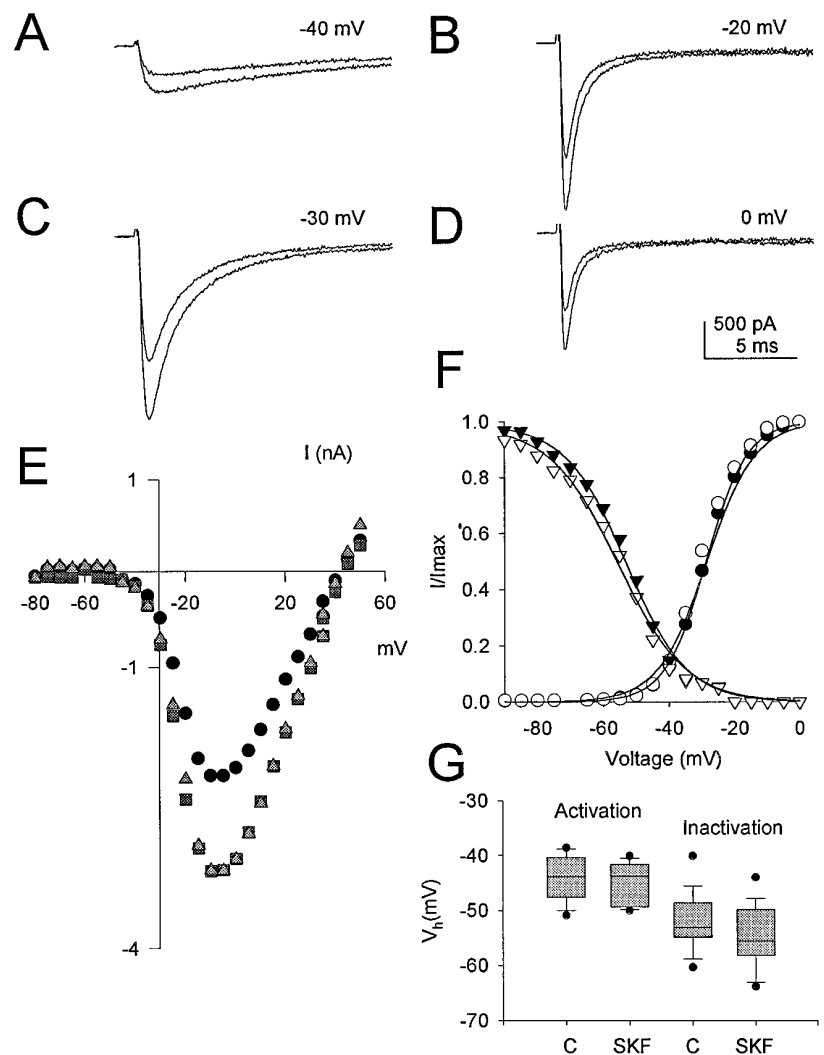 A
-40 mV
B
-20 mV
C
-30 mV
D
0 mV
500 pA
5 ms
E
I (nA)
1
-80
-60
-20
20
60
mV
-1
-4
F
1.0
0.8
0.6
0.4
0.2
0.0
I/Imax
-80
-60
-40
-20
0
Voltage (mV)
G
-30
-40
-50
-60
-70
Vh(mV)
Activation
Inactivation
C
SKF
C
SKF